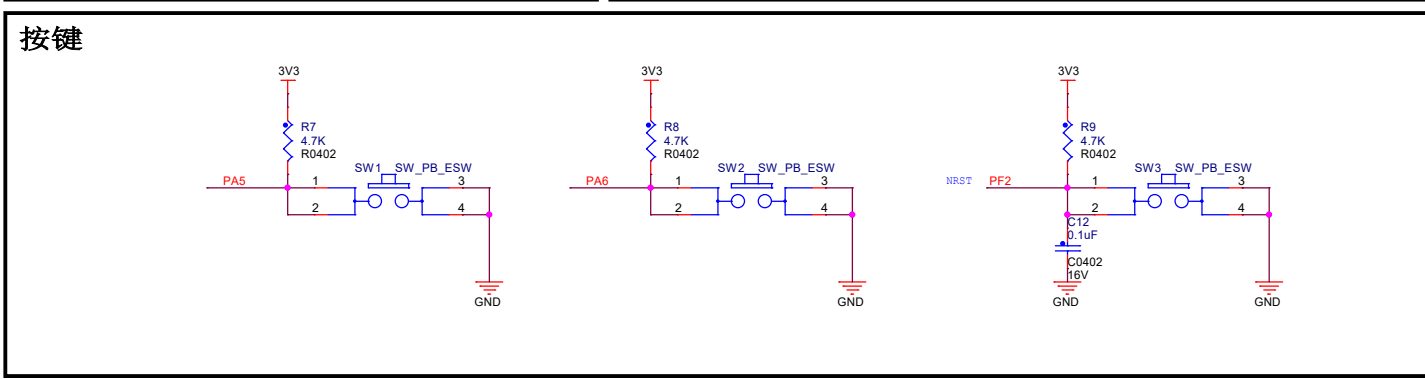 按键
3V3
R7
4.7K
R0402
SW1 SW_PB_ESW
PA5
1
3
2
4
GND
3V3
R8
4.7K
R0402
SW2 SW_PB_ESW
PA6
1
3
2
4
GND
3V3
R9
4.7K
R0402
SW3 SW_PB_ESW
NRST PF2
1
3
2
4
C12
0.1uF
C0402
16V
GND
GND